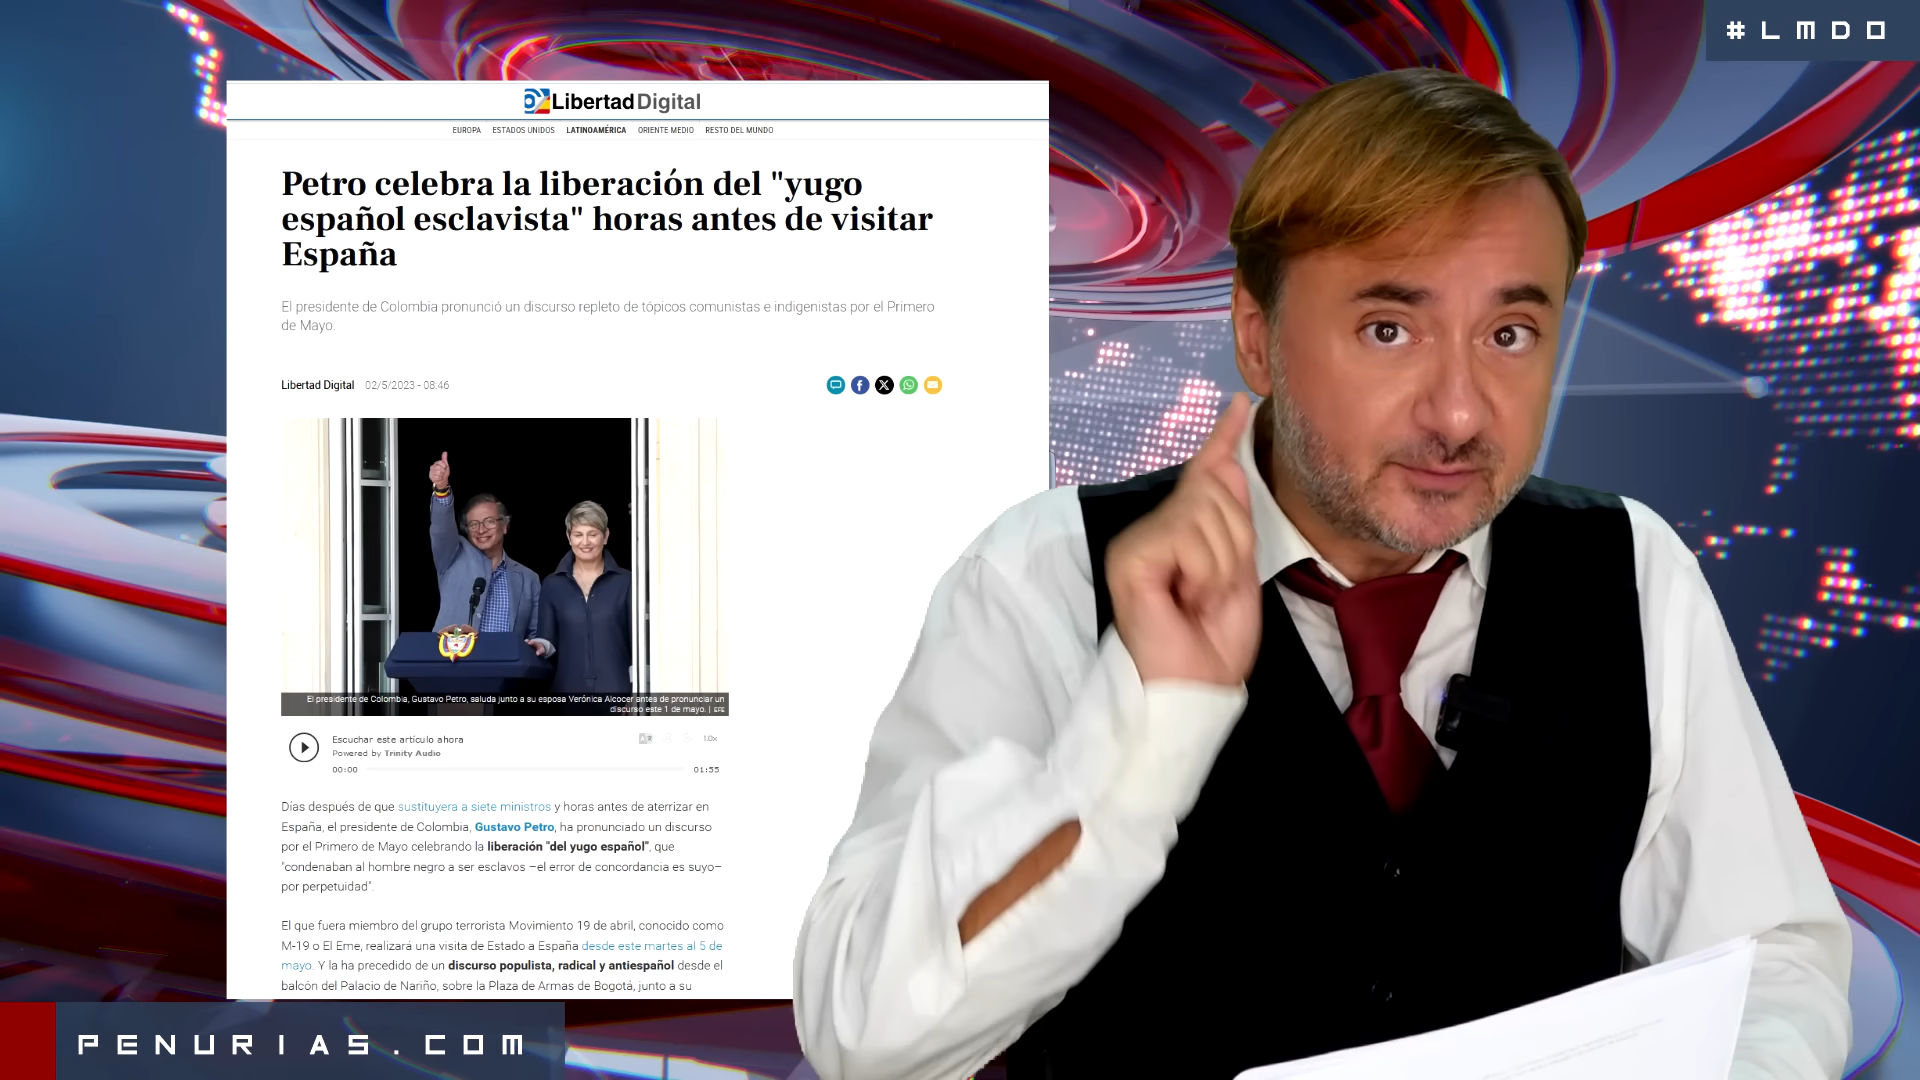 #LMDO
LibertadDigital
EUROPA ESTADOS UNIDOS LATINOAMÉRICA ORIENTE MEDIO RESTO DEL MUNDO
Petro celebra la liberación del "yugo
español esclavista" horas antes de visitar
España
El presidente de Colombia pronunció un discurso repleto de tópicos comunistas e indigenistas por el Primero
de Mayo.
Libertad Digital 02/5/2023 - 08:46
El presidente de Colombia, Gustavo Petro, saluda junto a su esposa Verónica Alcocer antes de pronunciar un
discurso este 1 de mayo. | EFE
Escuchar este artículo ahora
1.0x
Powered by Trinity Audio
00:00 01:55
Días después de que sustituyera a siete ministros y horas antes de aterrizar en
España, el presidente de Colombia, Gustavo Petro, ha pronunciado un discurso
por el Primero de Mayo celebrando la liberación "del yugo español", que
"condenaban al hombre negro a ser esclavos –el error de concordancia es suyo–
por perpetuidad".
El que fuera miembro del grupo terrorista Movimiento 19 de abril, conocido como
M-19 o El Eme, realizará una visita de Estado a España desde este martes al 5 de
mayo. Y la ha precedido de un discurso populista, radical y antiespañol desde el
balcón del Palacio de Nariño, sobre la Plaza de Armas de Bogotá, junto a su
PENURIAS.COM